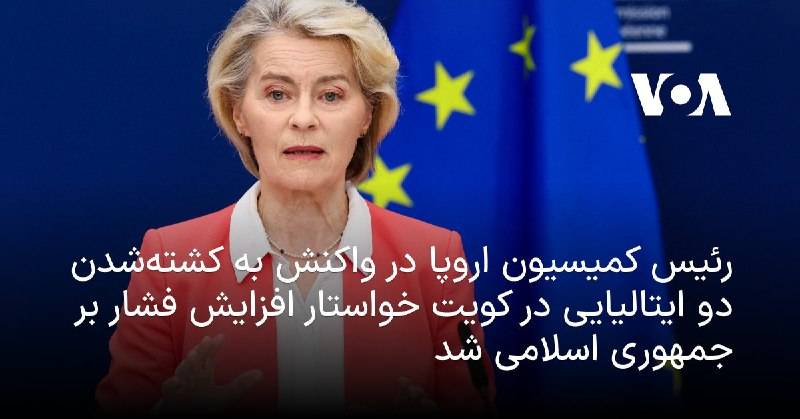 VOA
رئیس کمیسیون اروپا در واکنش به کشته‌شدن
دو ایتالیایی در کویت خواستار افزایش فشار بر
جمهوری اسلامی شد